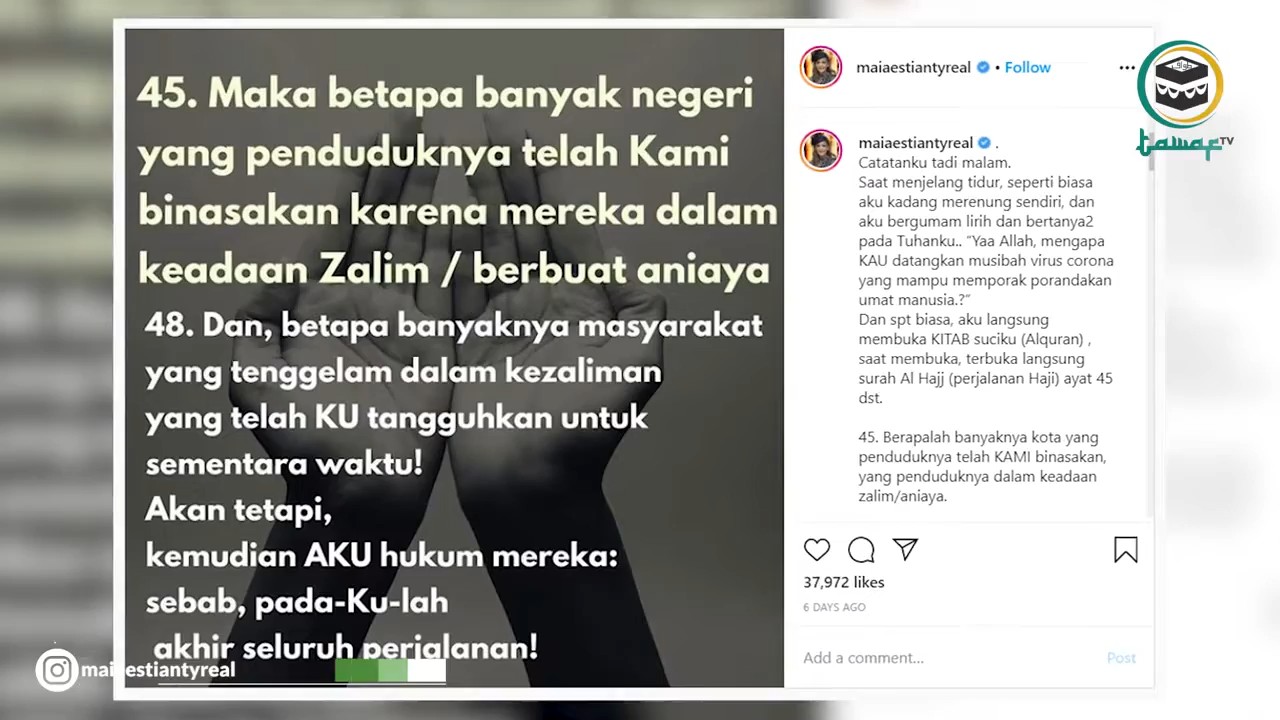 45. Maka betapa banyak negeri
yang penduduknya telah Kami
binasakan karena mereka dalam
keadaan Zalim / berbuat aniaya
48. Dan, betapa banyaknya masyarakat
yang tenggelam dalam kezaliman
yang telah KU tangguhkan untuk
sementara waktu!
Akan tetapi,
kemudian AKU hukum mereka:
sebab, pada-Ku-lah
akhir seluruh perjalanan!
maiaestiantyreal • Follow
maiaestiantyreal .
Catatanku tadi malam.
Saat menjelang tidur, seperti biasa
aku kadang merenung sendiri, dan
aku bergumam lirih dan bertanya2
pada Tuhanku.. “Yaa Allah, mengapa
KAU datangkan musibah virus corona
yang mampu memporak porandakan
umat manusia.?”
Dan spt biasa, aku langsung
membuka KITAB suciku (Alquran) ,
saat membuka, terbuka langsung
surah Al Hajj (perjalanan Haji) ayat 45
dst.
45. Berapalah banyaknya kota yang
penduduknya telah KAMI binasakan,
yang penduduknya dalam keadaan
zalim/aniaya.
37,972 likes
6 DAYS AGO
Add a comment... Post
tawaf TV
maiaestiantyreal